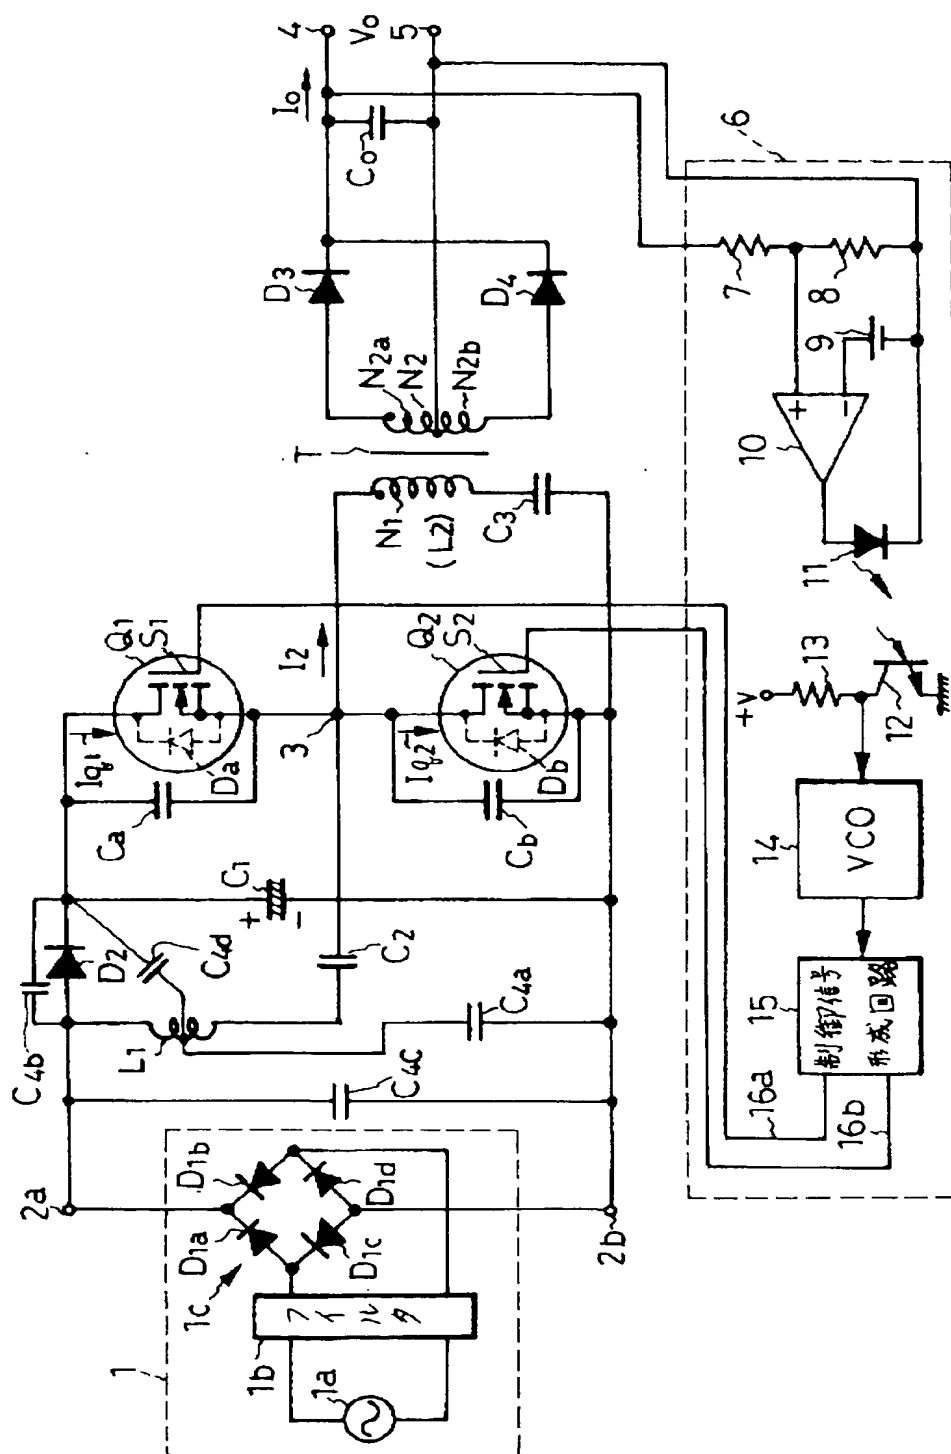 1
1a
1b
フィルタ
1c
D1a
D1b
D1c
D1d
2a
2b
C4c
C4b
L1
D2
C4d
C4a
C2
C1
+
-
Ca
Iq1
Da
Q1
S1
3
I2
Cb
Iq2
Db
Q2
S2
N1
(L2)
C3
T
N2a
N2
N2b
D3
D4
Co
Io
4
Vo
5
6
7
8
9
10
+
-
11
12
13
+V
14
VCO
15
制御信号
形成回路
16a
16b